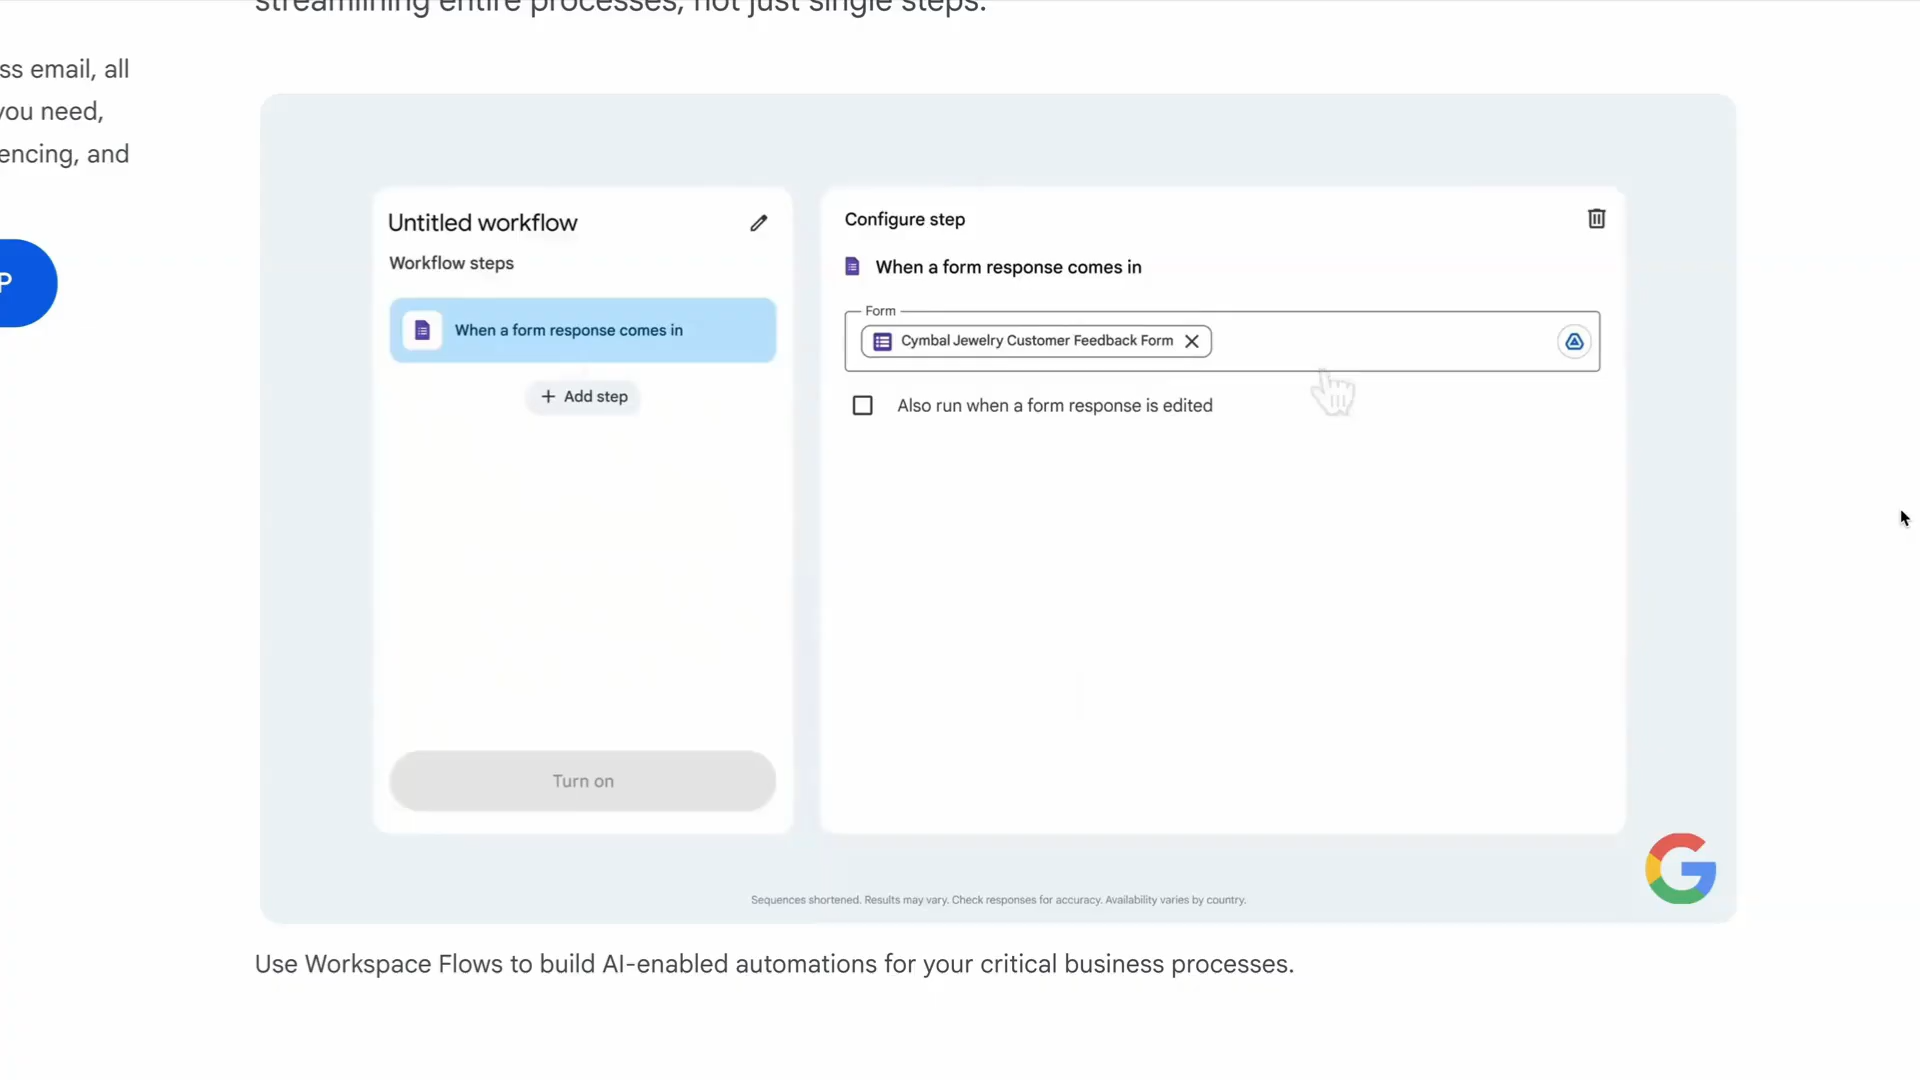 streamlining entire processes, not just single steps.
ss email, all
you need,
encing, and
P
Untitled workflow
Workflow steps
When a form response comes in
Add step
Turn on
Configure step
When a form response comes in
Form
Cymbal Jewelry Customer Feedback Form
Also run when a form response is edited
Sequences shortened. Results may vary. Check responses for accuracy. Availability varies by country.
Use Workspace Flows to build AI-enabled automations for your critical business processes.